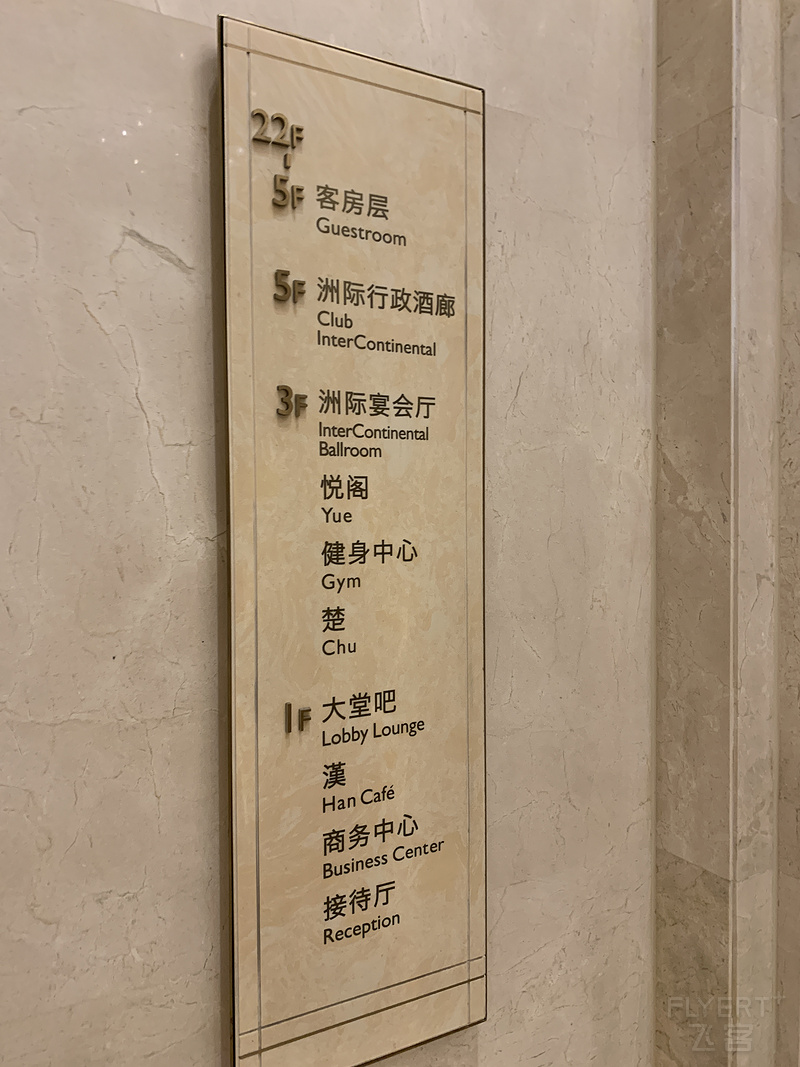 22F
5F 客房层
Guestroom
5F 洲际行政酒廊
Club
InterContinental
3F 洲际宴会厅
InterContinental
Ballroom
悦阁
Yue
健身中心
Gym
楚
Chu
1F 大堂吧
Lobby Lounge
漢
Han Café
商务中心
Business Center
接待厅
Reception
FLYERT+
飞客